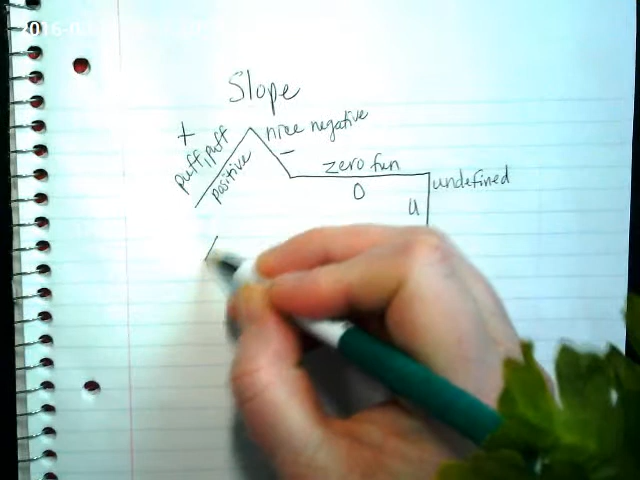 Slope
+
puff, puff
positive
nice negative
−
zero fun
0
undefined
u